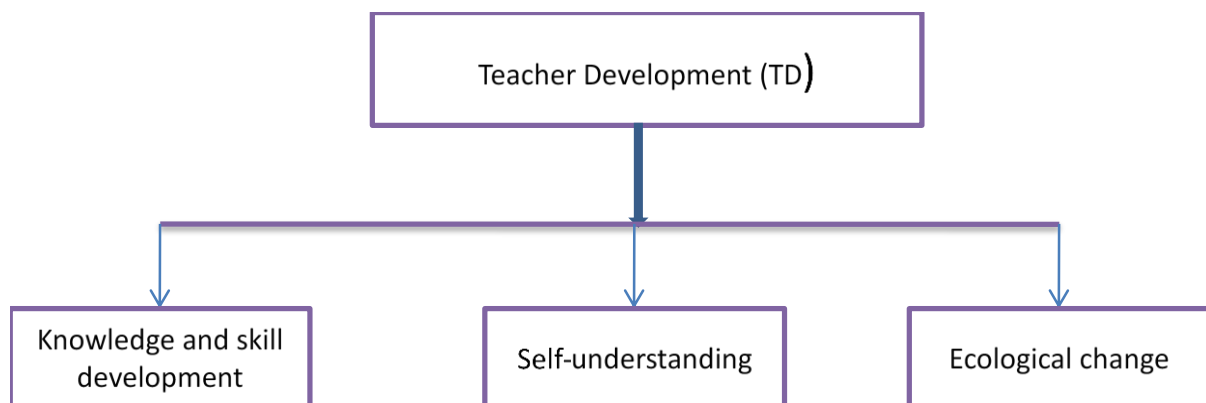 Teacher Development (TD)
Knowledge and skill
development
Self-understanding
Ecological change